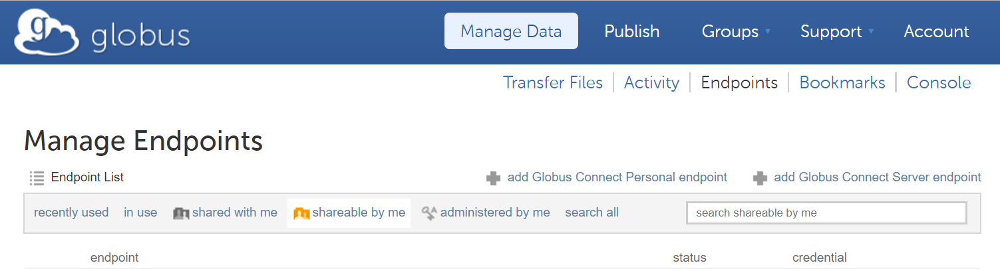 globus Manage Data Publish Groups Support Account
Transfer Files Activity Endpoints Bookmarks Console
Manage Endpoints
Endpoint List add Globus Connect Personal endpoint add Globus Connect Server endpoint
recently used in use shared with me shareable by me administered by me search all search shareable by me
endpoint status credential